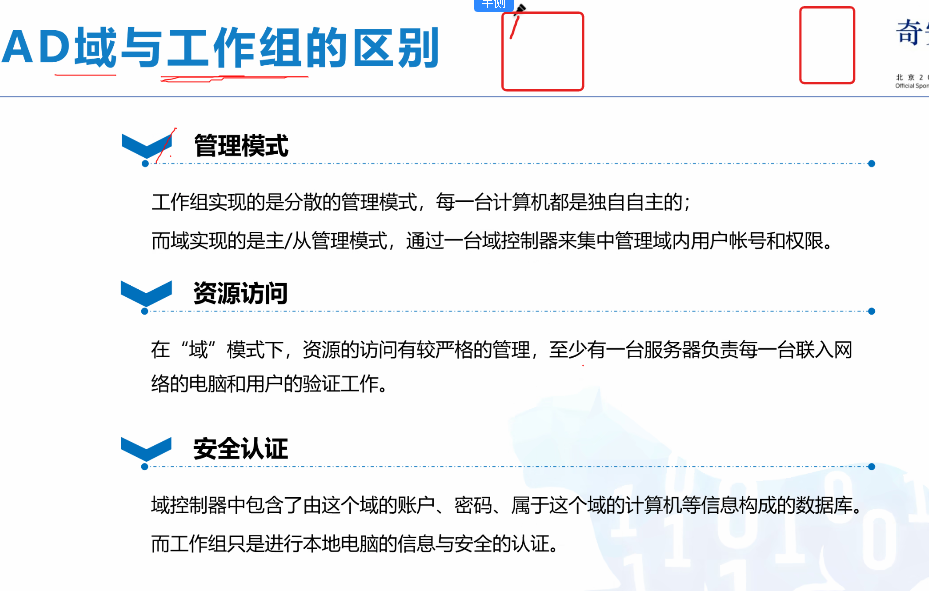 半侧
AD域与工作组的区别
奇
北 京 2 0
Official Spon
管理模式
工作组实现的是分散的管理模式，每一台计算机都是独自自主的；
而域实现的是主/从管理模式，通过一台域控制器来集中管理域内用户帐号和权限。
资源访问
在“域”模式下，资源的访问有较严格的管理，至少有一台服务器负责每一台联入网
络的电脑和用户的验证工作。
安全认证
域控制器中包含了由这个域的账户、密码、属于这个域的计算机等信息构成的数据库。
而工作组只是进行本地电脑的信息与安全的认证。